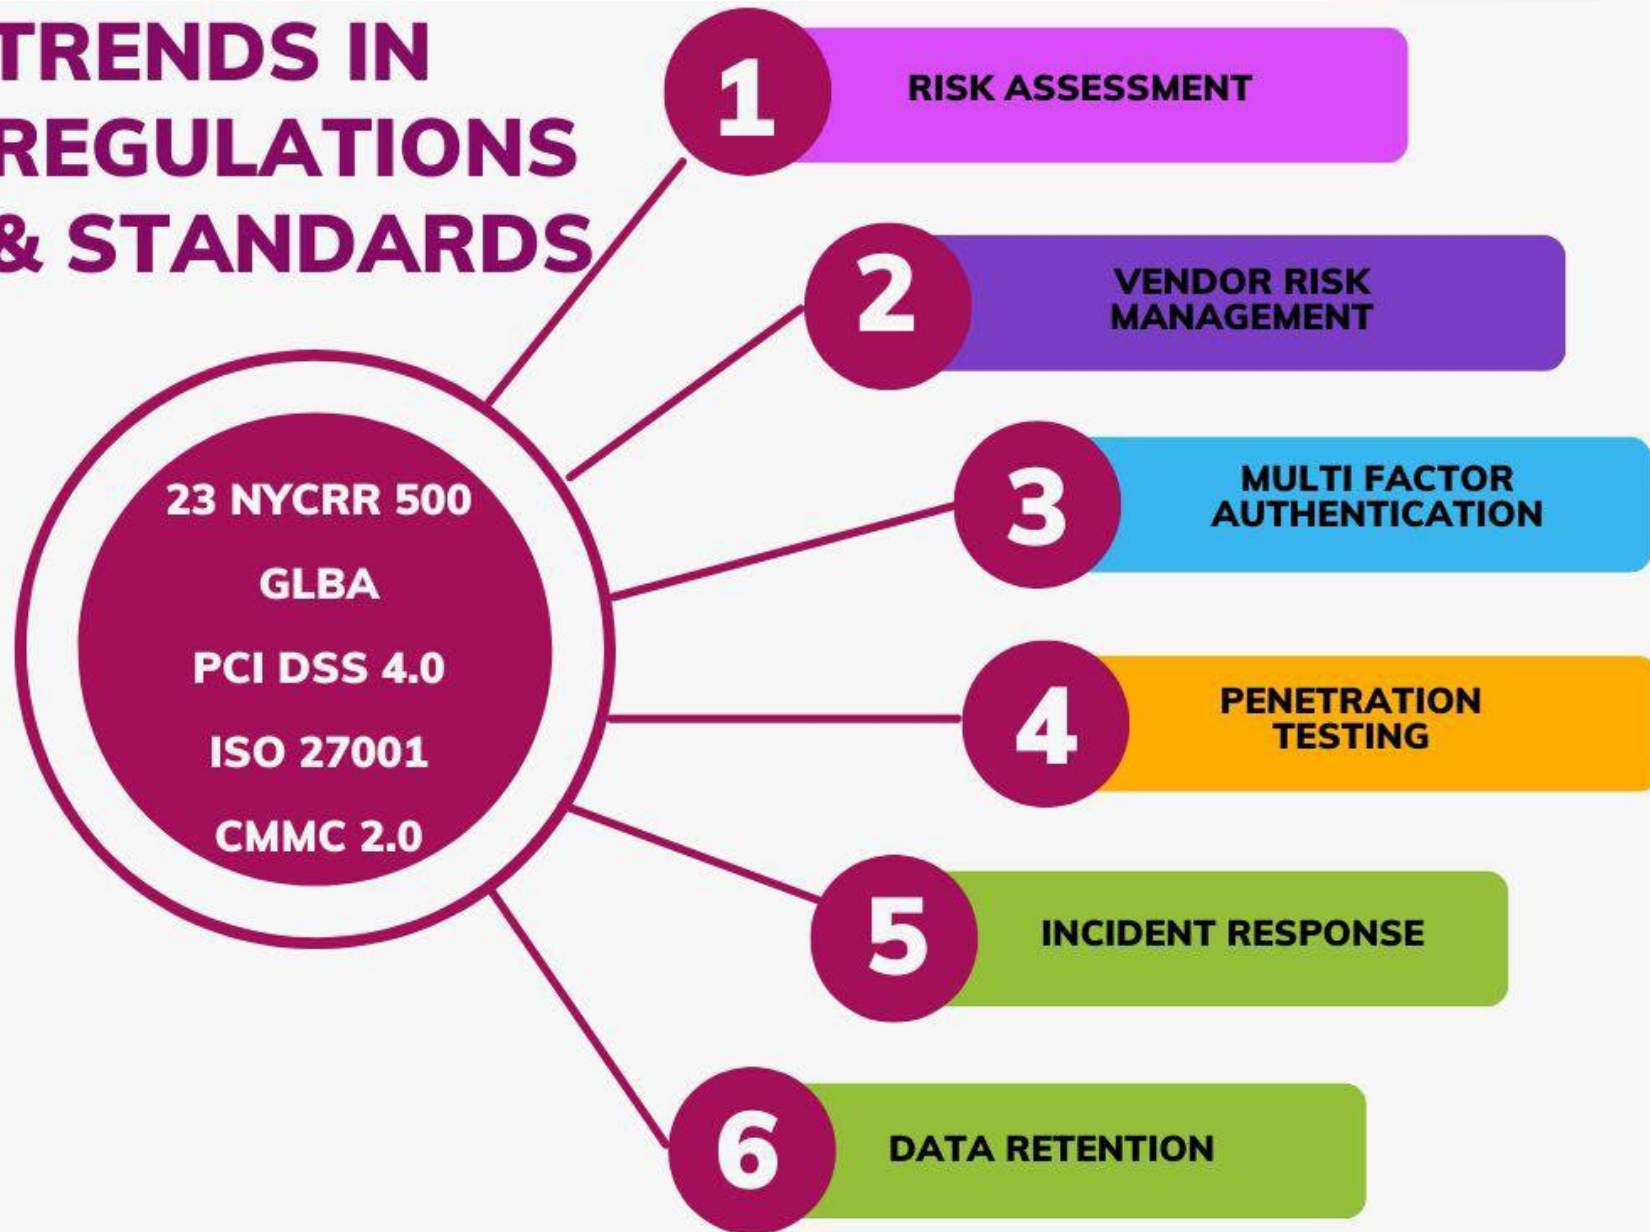 TRENDS IN
REGULATIONS
& STANDARDS
23 NYCRR 500
GLBA
PCI DSS 4.0
ISO 27001
CMMC 2.0
1
RISK ASSESSMENT
2
VENDOR RISK
MANAGEMENT
3
MULTI FACTOR
AUTHENTICATION
4
PENETRATION
TESTING
5
INCIDENT RESPONSE
6
DATA RETENTION